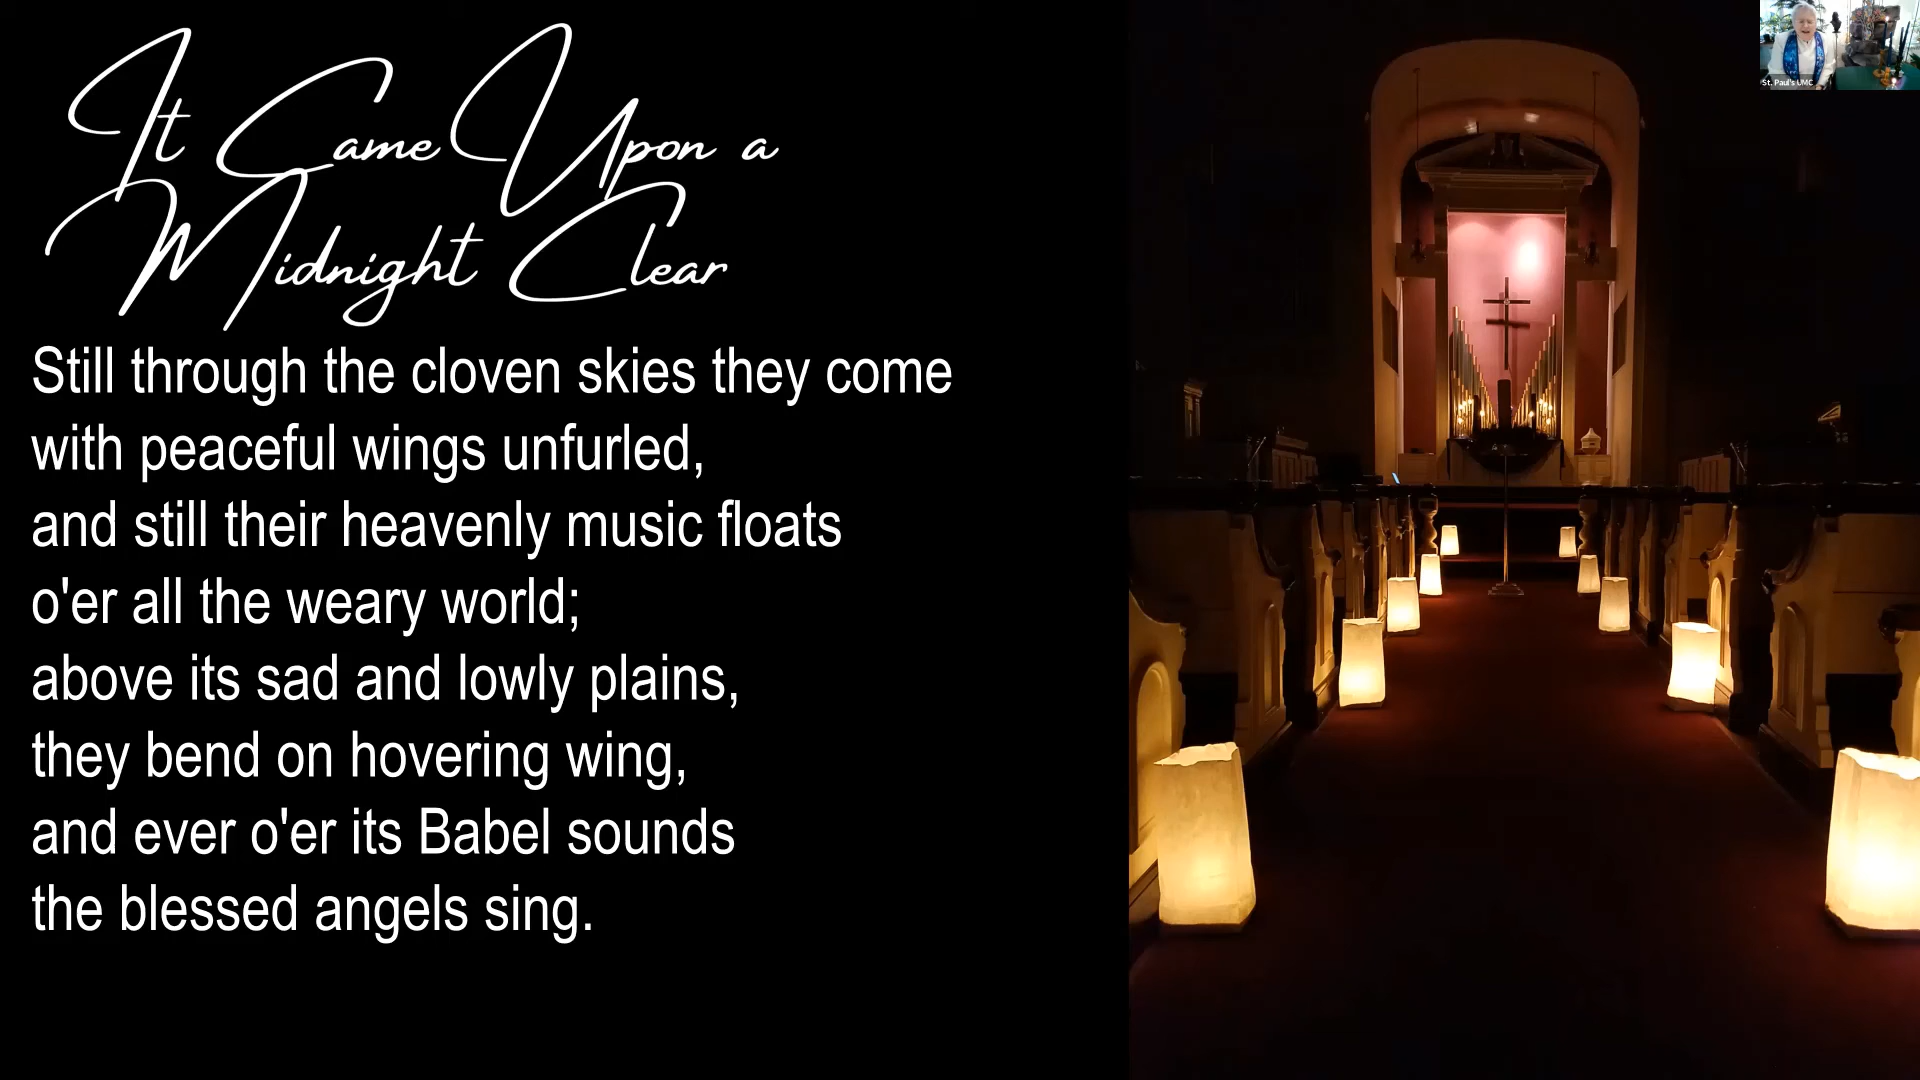 It Came Upon a
Midnight Clear
Still through the cloven skies they come
with peaceful wings unfurled,
and still their heavenly music floats
o'er all the weary world;
above its sad and lowly plains,
they bend on hovering wing,
and ever o'er its Babel sounds
the blessed angels sing.
St. Paul's UMC